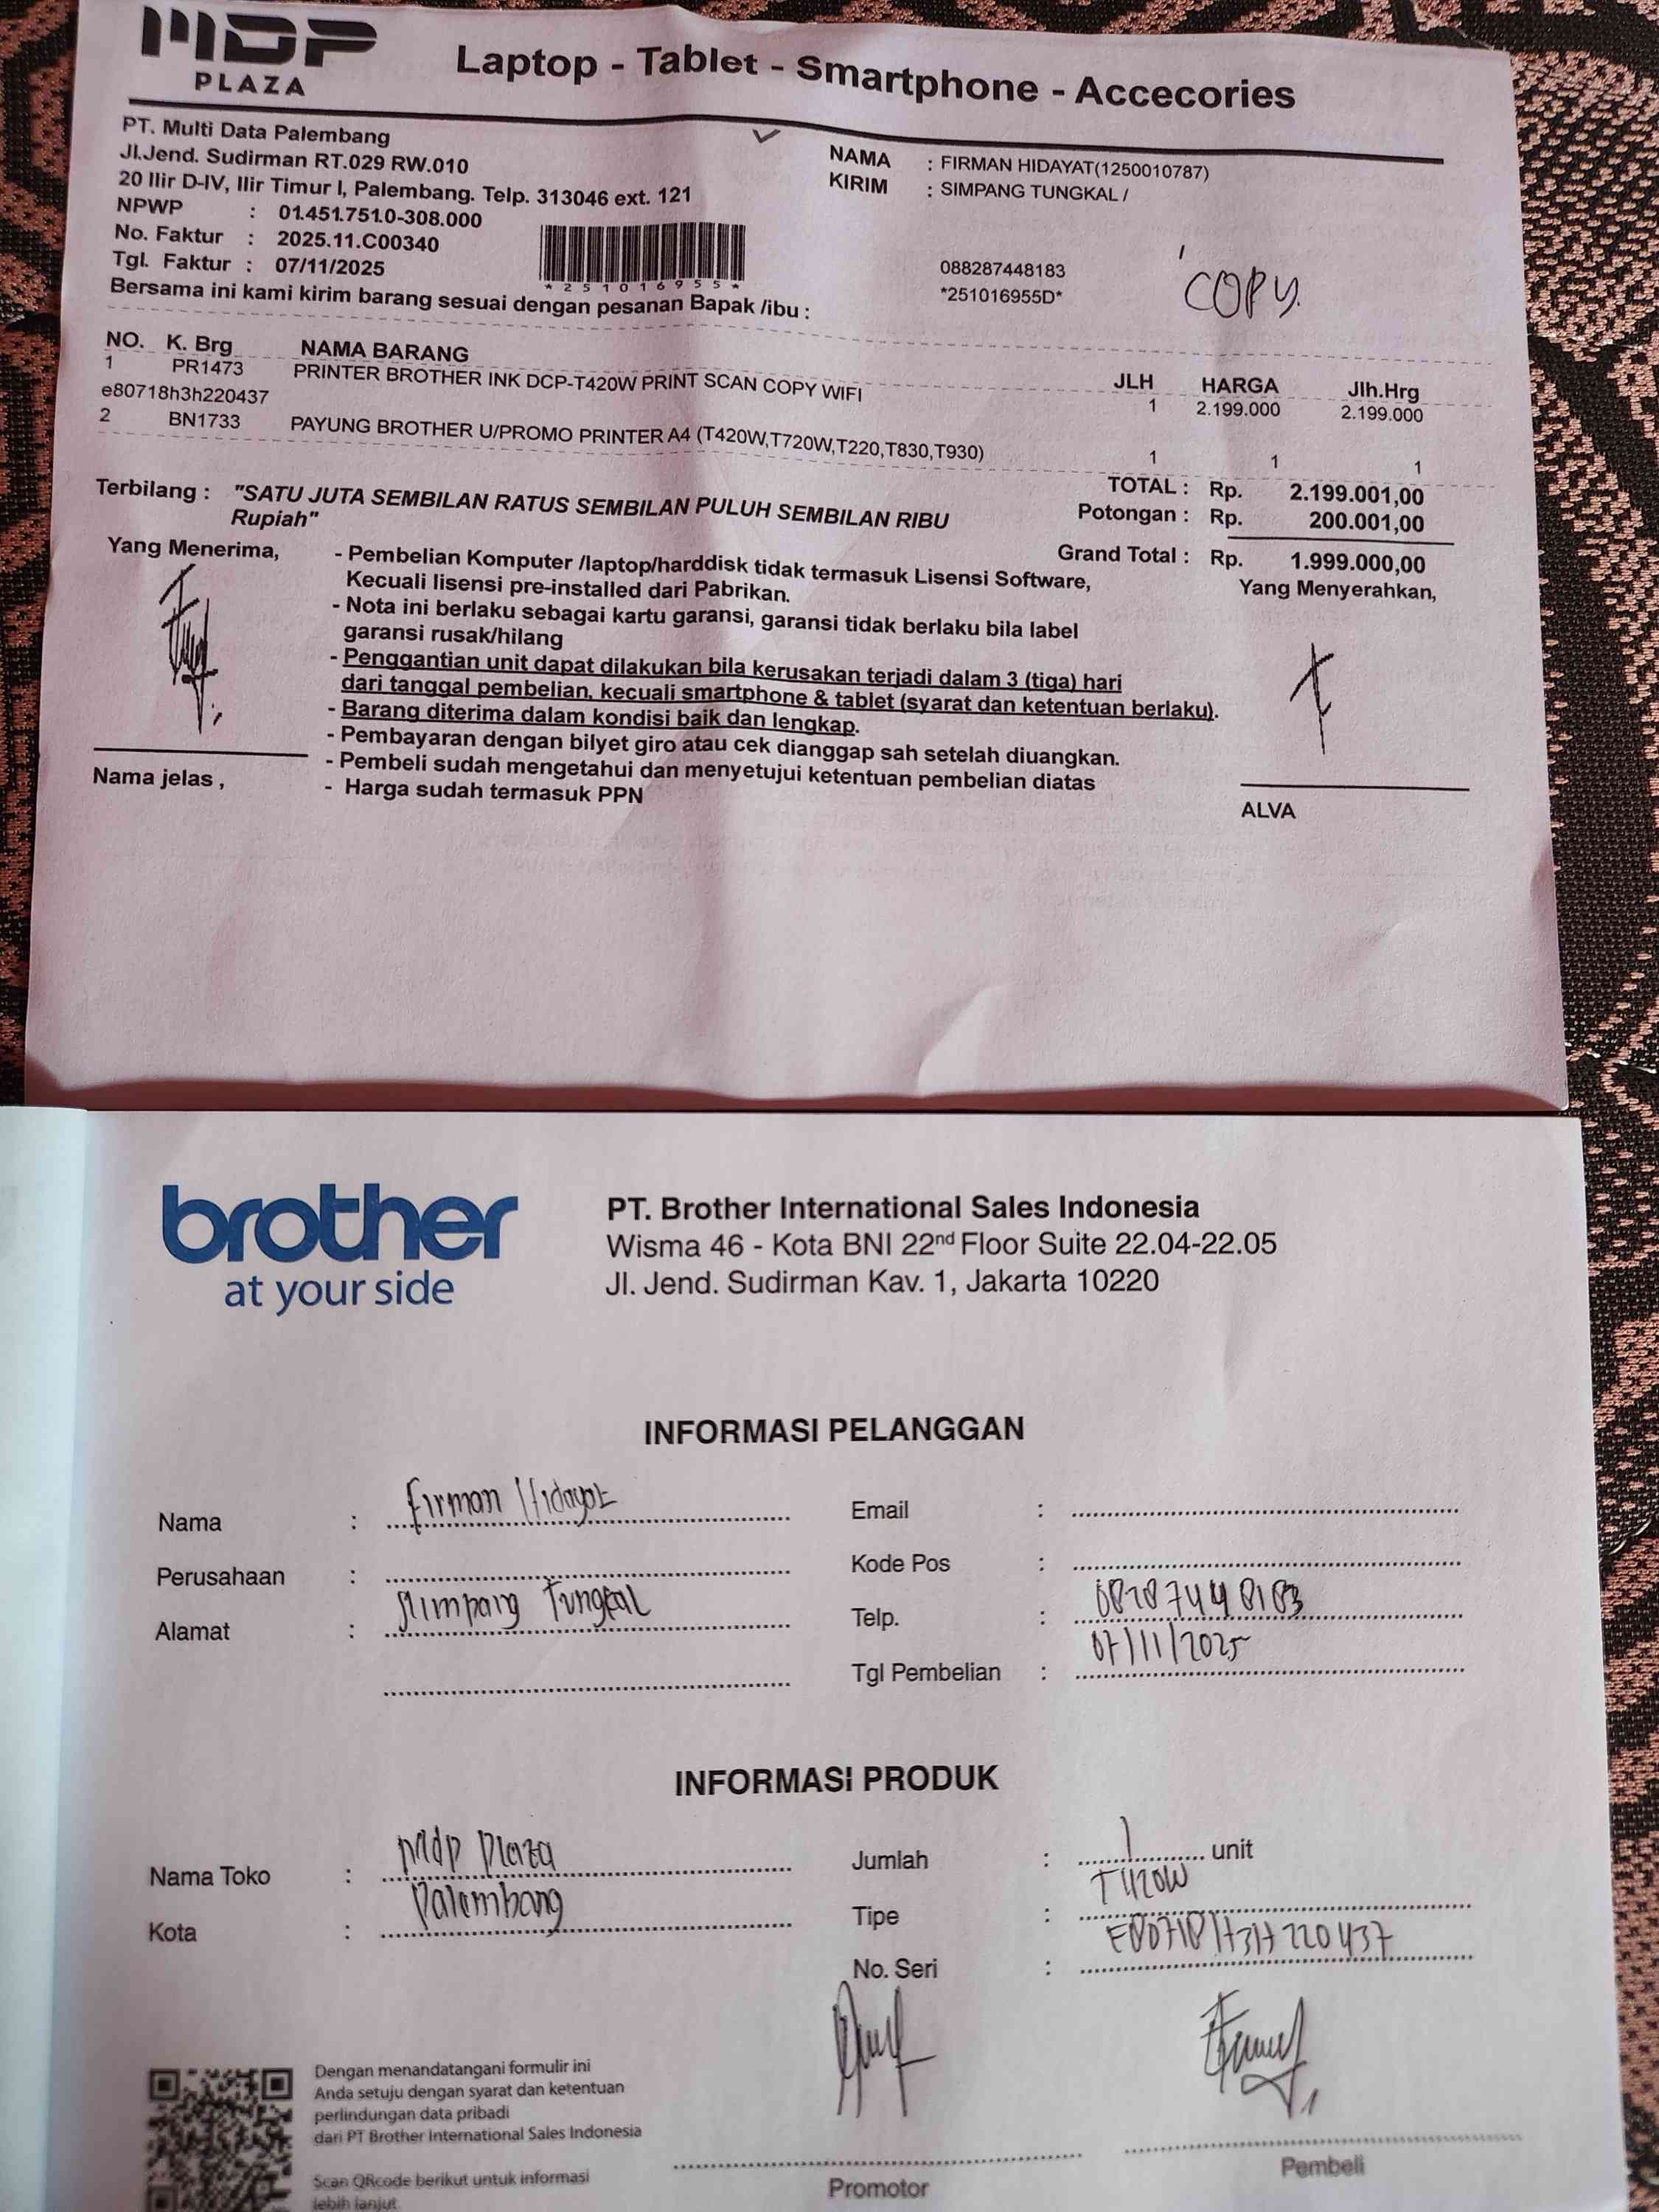 MDP
PLAZA
Laptop - Tablet - Smartphone - Accecories
PT. Multi Data Palembang
Jl.Jend. Sudirman RT.029 RW.010
20 Ilir D-IV, Ilir Timur I, Palembang. Telp. 313046 ext. 121
NPWP : 01.451.751.0-308.000
No. Faktur : 2025.11.C00340
Tgl. Faktur : 07/11/2025
*251016955*
NAMA : FIRMAN HIDAYAT(1250010787)
KIRIM : SIMPANG TUNGKAL /
088287448183
*251016955D*
COPY.
Bersama ini kami kirim barang sesuai dengan pesanan Bapak /ibu :
NO. K. Brg NAMA BARANG JLH HARGA Jlh.Hrg
1 PR1473 PRINTER BROTHER INK DCP-T420W PRINT SCAN COPY WIFI 1 2.199.000 2.199.000
e80718h3h220437
2 BN1733 PAYUNG BROTHER U/PROMO PRINTER A4 (T420W,T720W,T220,T830,T930) 1 1 1
TOTAL : Rp. 2.199.001,00
Potongan : Rp. 200.001,00
Grand Total : Rp. 1.999.000,00
Terbilang : "SATU JUTA SEMBILAN RATUS SEMBILAN PULUH SEMBILAN RIBU
Rupiah"
Yang Menerima,
- Pembelian Komputer /laptop/harddisk tidak termasuk Lisensi Software,
Kecuali lisensi pre-installed dari Pabrikan.
- Nota ini berlaku sebagai kartu garansi, garansi tidak berlaku bila label
garansi rusak/hilang
- Penggantian unit dapat dilakukan bila kerusakan terjadi dalam 3 (tiga) hari
dari tanggal pembelian, kecuali smartphone & tablet (syarat dan ketentuan berlaku).
- Barang diterima dalam kondisi baik dan lengkap.
- Pembayaran dengan bilyet giro atau cek dianggap sah setelah diuangkan.
- Pembeli sudah mengetahui dan menyetujui ketentuan pembelian diatas
- Harga sudah termasuk PPN
Nama jelas ,
Yang Menyerahkan,
ALVA
brother
at your side
PT. Brother International Sales Indonesia
Wisma 46 - Kota BNI 22nd Floor Suite 22.04-22.05
Jl. Jend. Sudirman Kav. 1, Jakarta 10220
INFORMASI PELANGGAN
Nama : Firman Hidayat
Perusahaan :
Alamat : Simpang Tungkal
Email :
Kode Pos :
Telp. : 088287448183
Tgl Pembelian : 07/11/2025
INFORMASI PRODUK
Nama Toko : Mdp Plaza
Kota : Palembang
Jumlah : 1 unit
Tipe : T420W
No. Seri : E80718H3H220437
Dengan menandatangani formulir ini
Anda setuju dengan syarat dan ketentuan
perlindungan data pribadi
dari PT Brother International Sales Indonesia
Scan QRcode berikut untuk informasi
lebih lanjut
Promotor
Pembeli